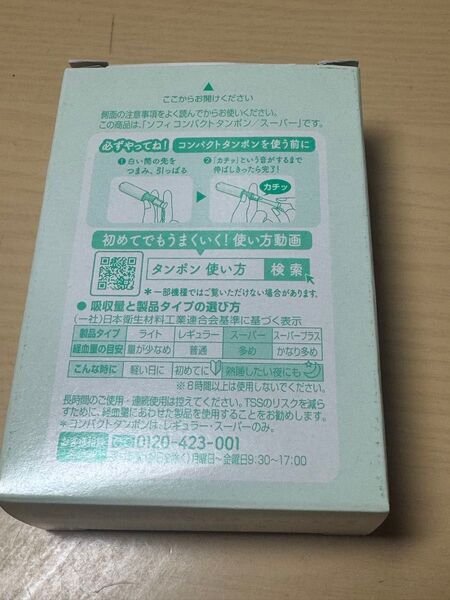 ここからお開けください
側面の注意事項をよく読んでからお使いください。
この商品は、「ソフィ コンパクトタンポン／スーパー」です。
必ずやってね! コンパクトタンポンを使う前に
①白い筒の先を
つまみ、引っぱる
②「カチッ」という音がするまで
伸ばしきったら完了!
カチッ
初めてでもうまくいく! 使い方動画
タンポン 使い方 検索
＊一部機種ではご覧いただけない場合があります。
● 吸収量と製品タイプの選び方
(一社)日本衛生材料工業連合会基準に基づく表示
製品タイプ ライト レギュラー スーパー スーパープラス
経血量の目安 量が少なめ 普通 多め かなり多め
こんな時に 軽い日に 初めてに 熟睡したい夜にも
※8時間以上は使用しないでください。
長時間のご使用・連続使用は控えてください。TSSのリスクを減ら
すために、経血量にあわせた製品を使用することをお勧めします。
＊コンパクトタンポンは、レギュラー・スーパーのみ。
0120-423-001
月曜日〜金曜日9:30〜17:00